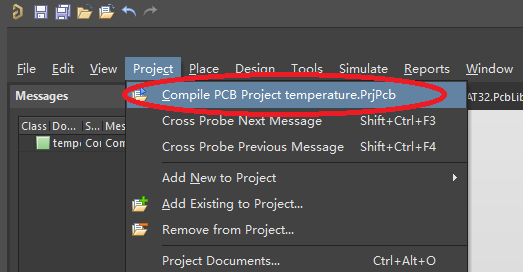 File Edit View Project Place Design Tools Simulate Reports Window
Messages
AT32.PcbLib
Class Do... S... Mes
temp Cor Com
Compile PCB Project temperature.PrjPcb
Cross Probe Next Message Shift+Ctrl+F3
Cross Probe Previous Message Shift+Ctrl+F4
Add New to Project
Add Existing to Project...
Remove from Project...
Project Documents... Ctrl+Alt+O